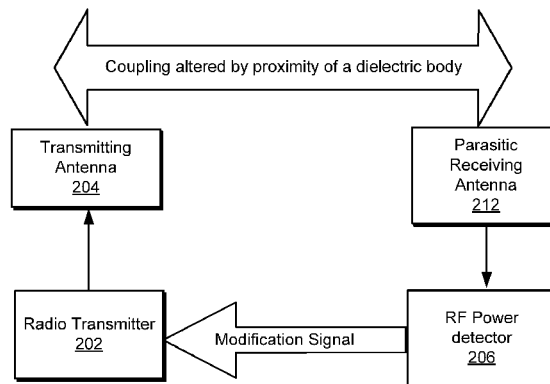 Coupling altered by proximity of a dielectric body
Transmitting
Antenna
204
Parasitic
Receiving
Antenna
212
Radio Transmitter
202
Modification Signal
RF Power
detector
206